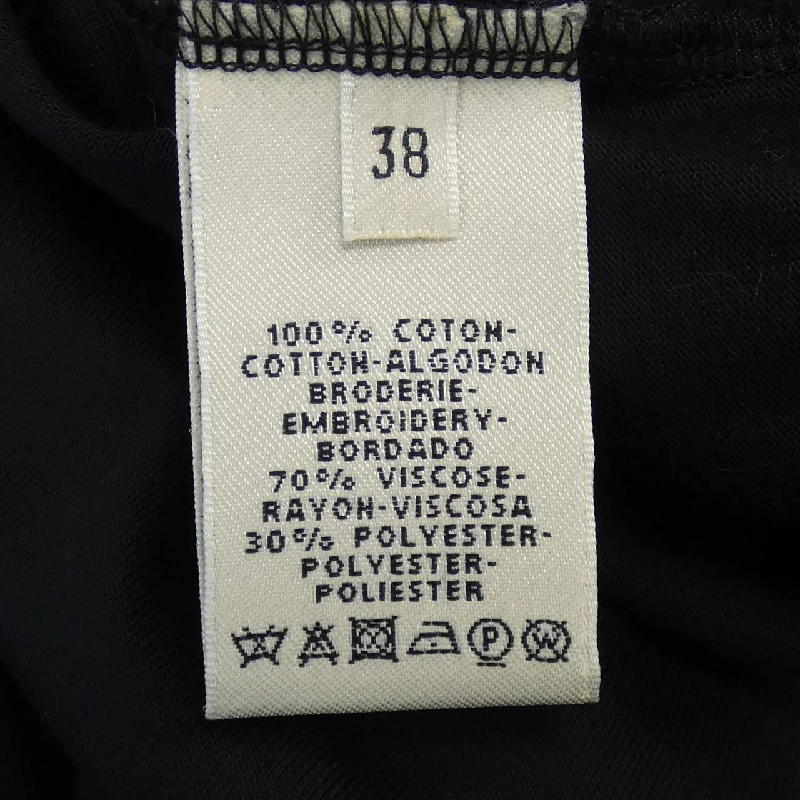 38
100% COTON-
COTTON-ALGODON
BRODERIE-
EMBROIDERY-
BORDADO
70% VISCOSE-
RAYON-VISCOSA
30% POLYESTER-
POLYESTER-
POLIESTER
P W